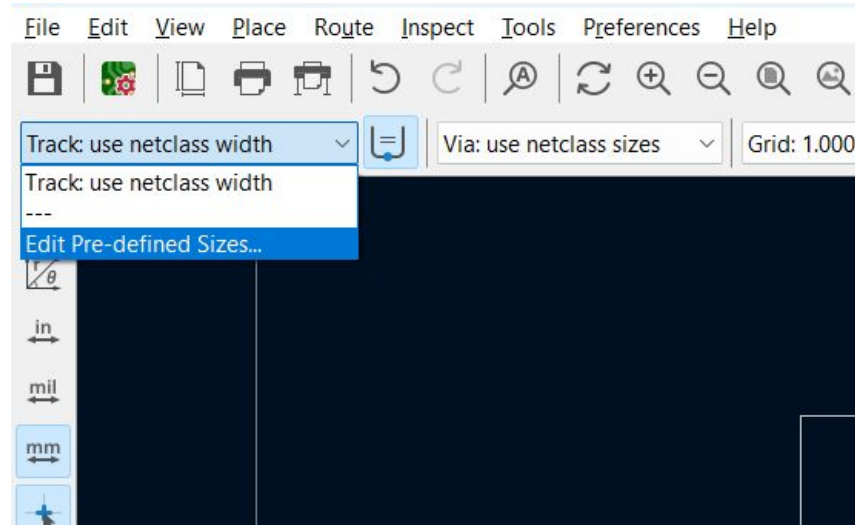 File Edit View Place Route Inspect Tools Preferences Help
A
Track: use netclass width
Via: use netclass sizes
Grid: 1.000
Track: use netclass width
---
Edit Pre-defined Sizes...
r θ
in
mil
mm